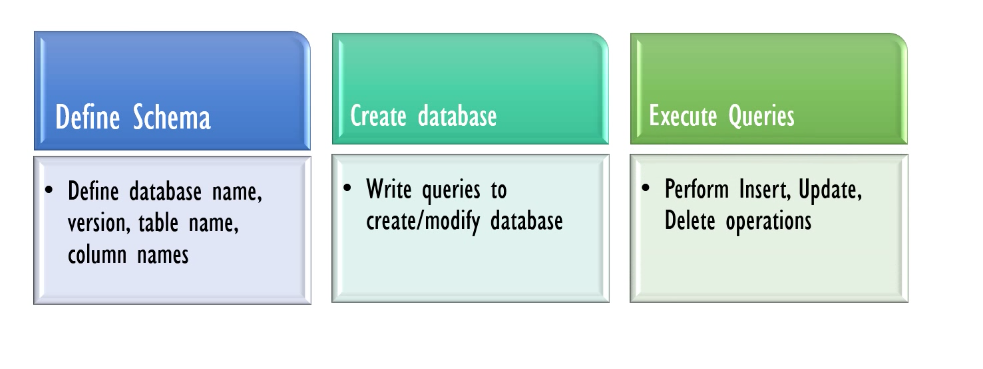 Define Schema
• Define database name,
version, table name,
column names
Create database
• Write queries to
create/modify database
Execute Queries
• Perform Insert, Update,
Delete operations